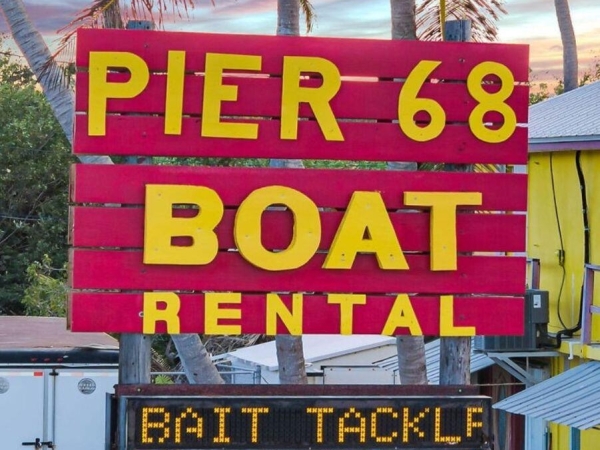 PIER 68
BOAT
RENTAL
BAIT TACKLE